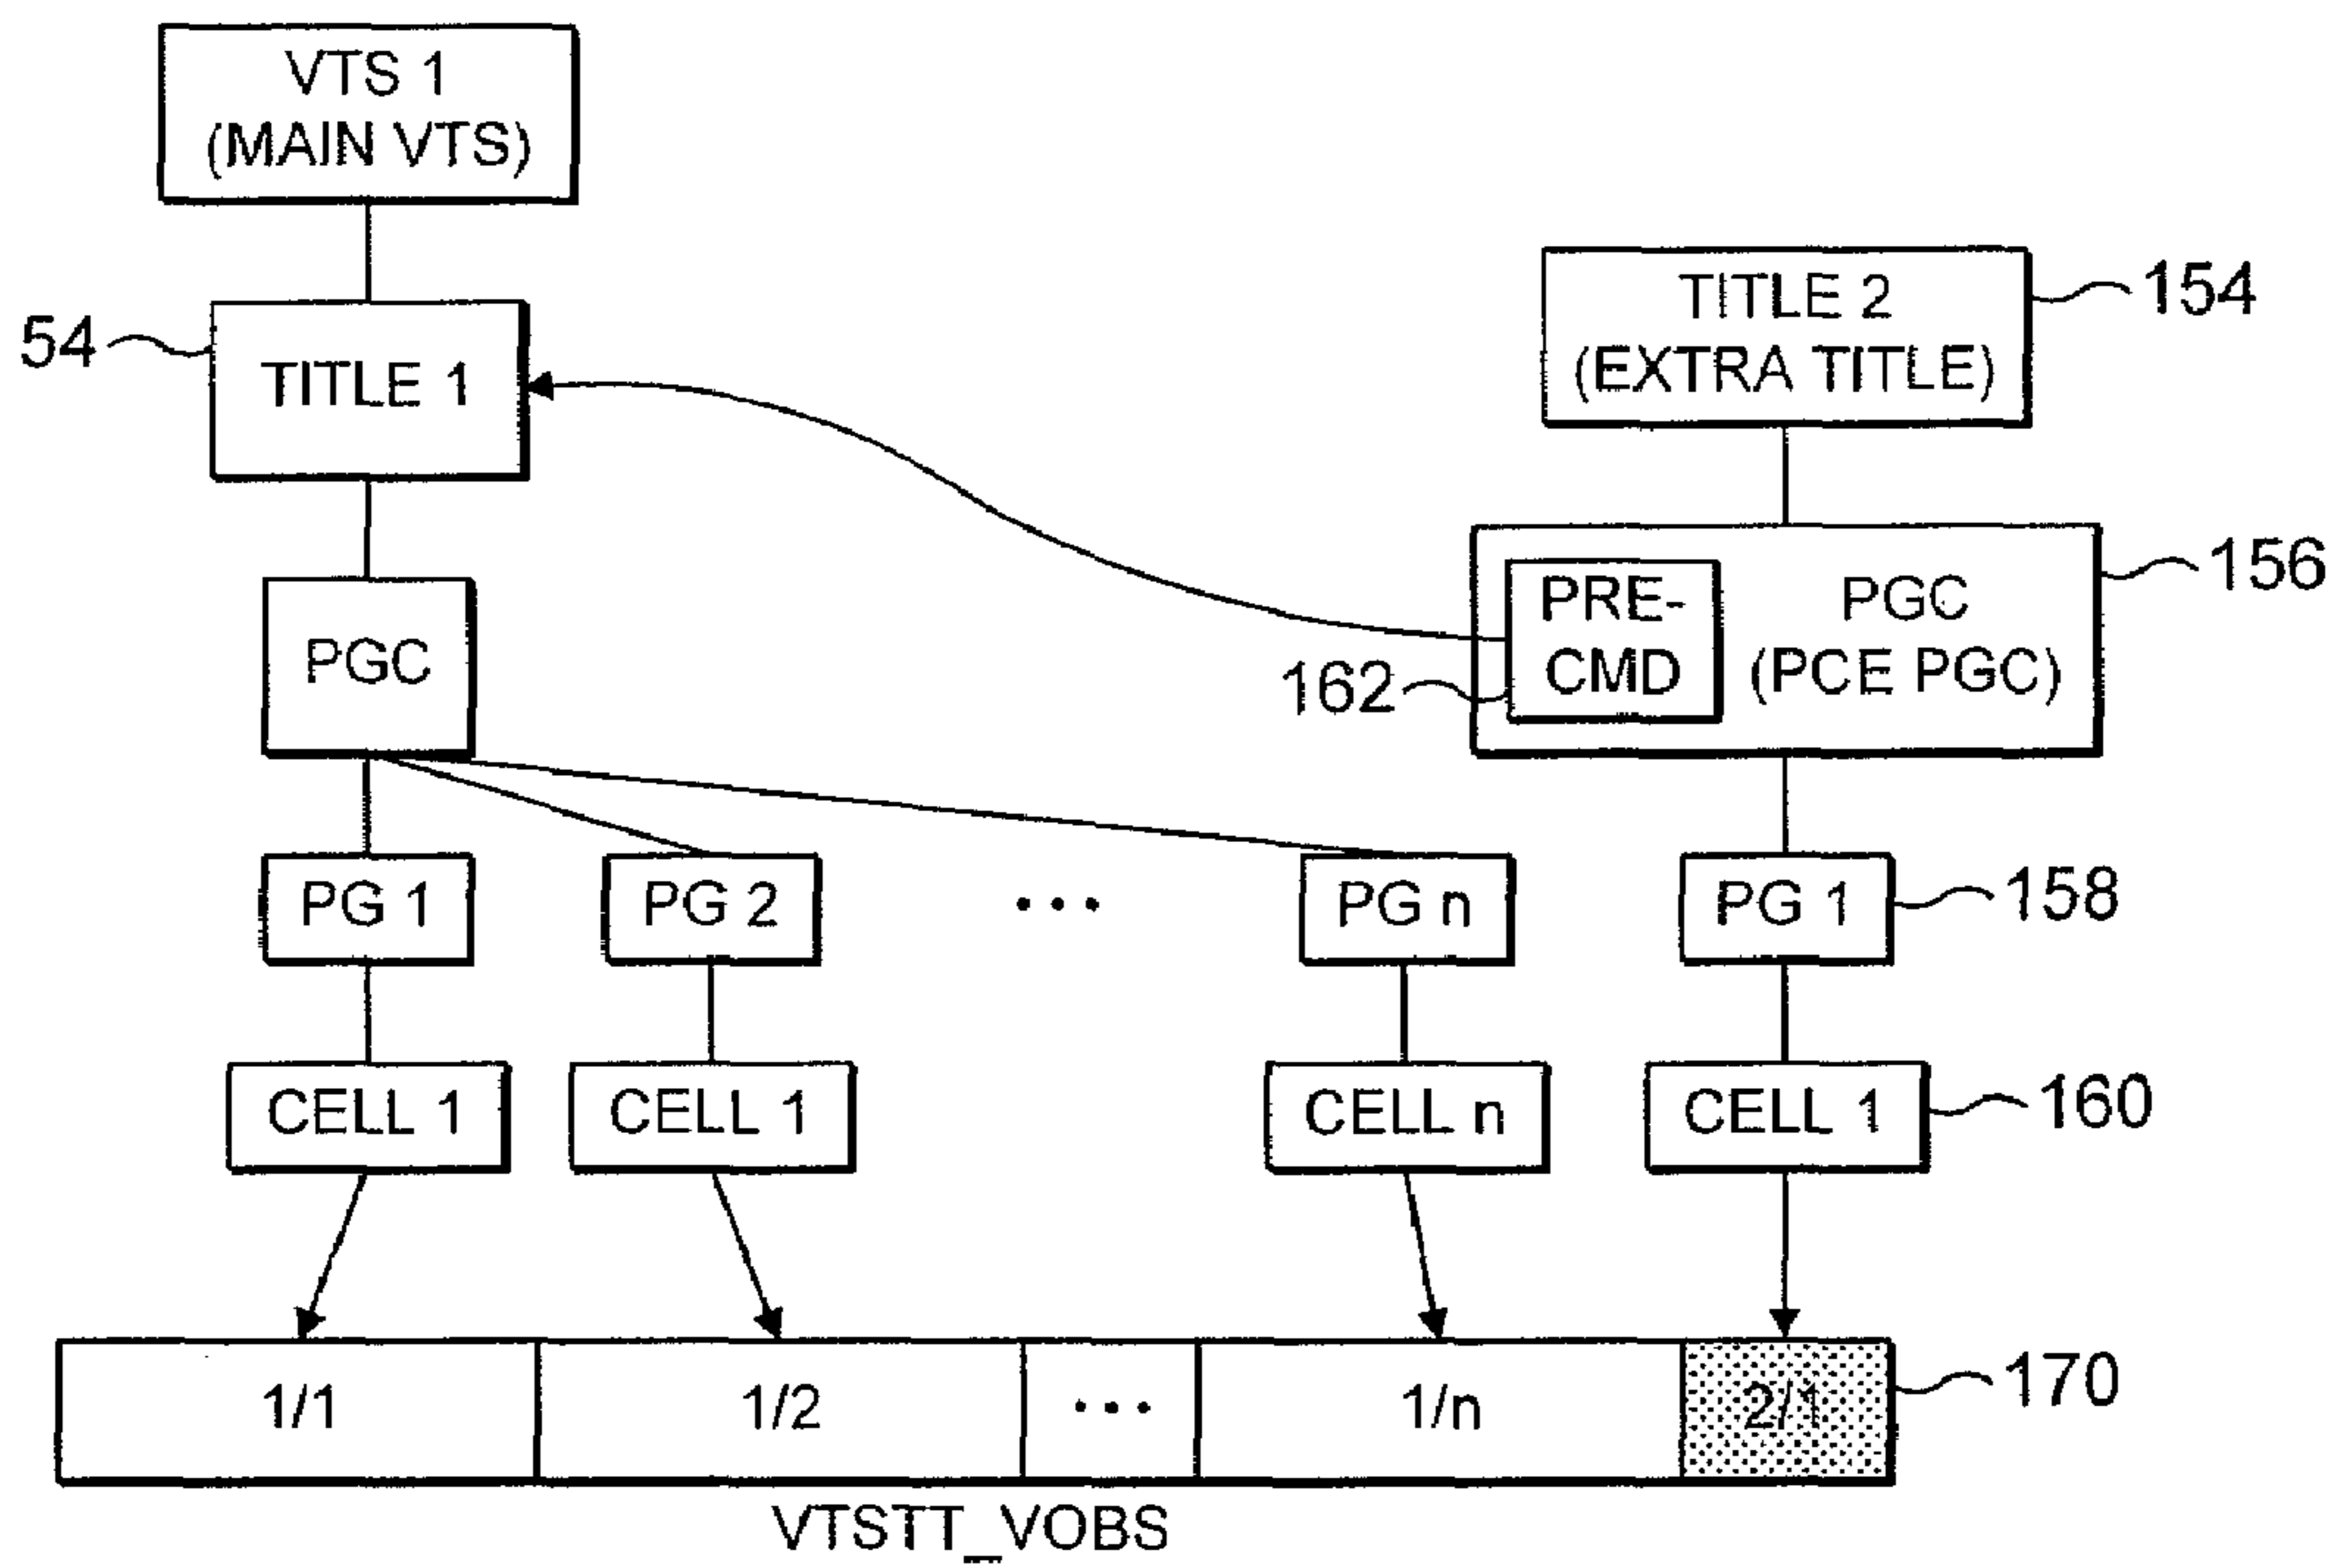 VTS 1
(MAIN VTS)
TITLE 2
(EXTRA TITLE)
154
54
TITLE 1
PRE-
CMD
PGC
(PCE PGC)
156
162
PGC
PG 1
PG 2
...
PG n
PG 1
158
CELL 1
CELL 1
CELL n
CELL 1
160
1/1
1/2
...
1/n
2/1
170
VTSTT_VOBS